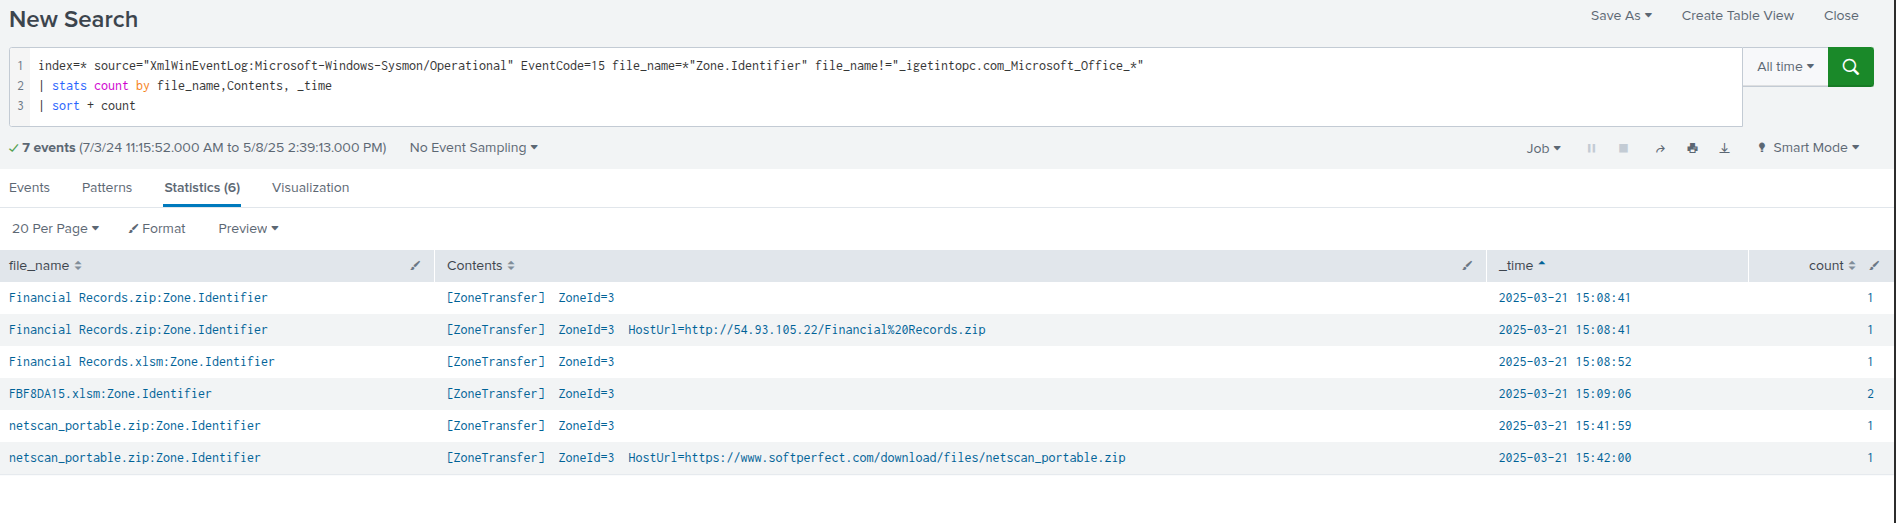 New Search
Save As Create Table View Close
1 index=* source="XmlWinEventLog:Microsoft-Windows-Sysmon/Operational" EventCode=15 file_name=*"Zone.Identifier" file_name!="_igetintopc.com_Microsoft_Office_*"
2 | stats count by file_name,Contents, _time
3 | sort + count
All time
7 events (7/3/24 11:15:52.000 AM to 5/8/25 2:39:13.000 PM) No Event Sampling
Job Smart Mode
Events Patterns Statistics (6) Visualization
20 Per Page Format Preview
file_name Contents _time count
Financial Records.zip:Zone.Identifier [ZoneTransfer] ZoneId=3 2025-03-21 15:08:41 1
Financial Records.zip:Zone.Identifier [ZoneTransfer] ZoneId=3 HostUrl=http://54.93.105.22/Financial%20Records.zip 2025-03-21 15:08:41 1
Financial Records.xlsm:Zone.Identifier [ZoneTransfer] ZoneId=3 2025-03-21 15:08:52 1
FBF8DA15.xlsm:Zone.Identifier [ZoneTransfer] ZoneId=3 2025-03-21 15:09:06 2
netscan_portable.zip:Zone.Identifier [ZoneTransfer] ZoneId=3 2025-03-21 15:41:59 1
netscan_portable.zip:Zone.Identifier [ZoneTransfer] ZoneId=3 HostUrl=https://www.softperfect.com/download/files/netscan_portable.zip 2025-03-21 15:42:00 1